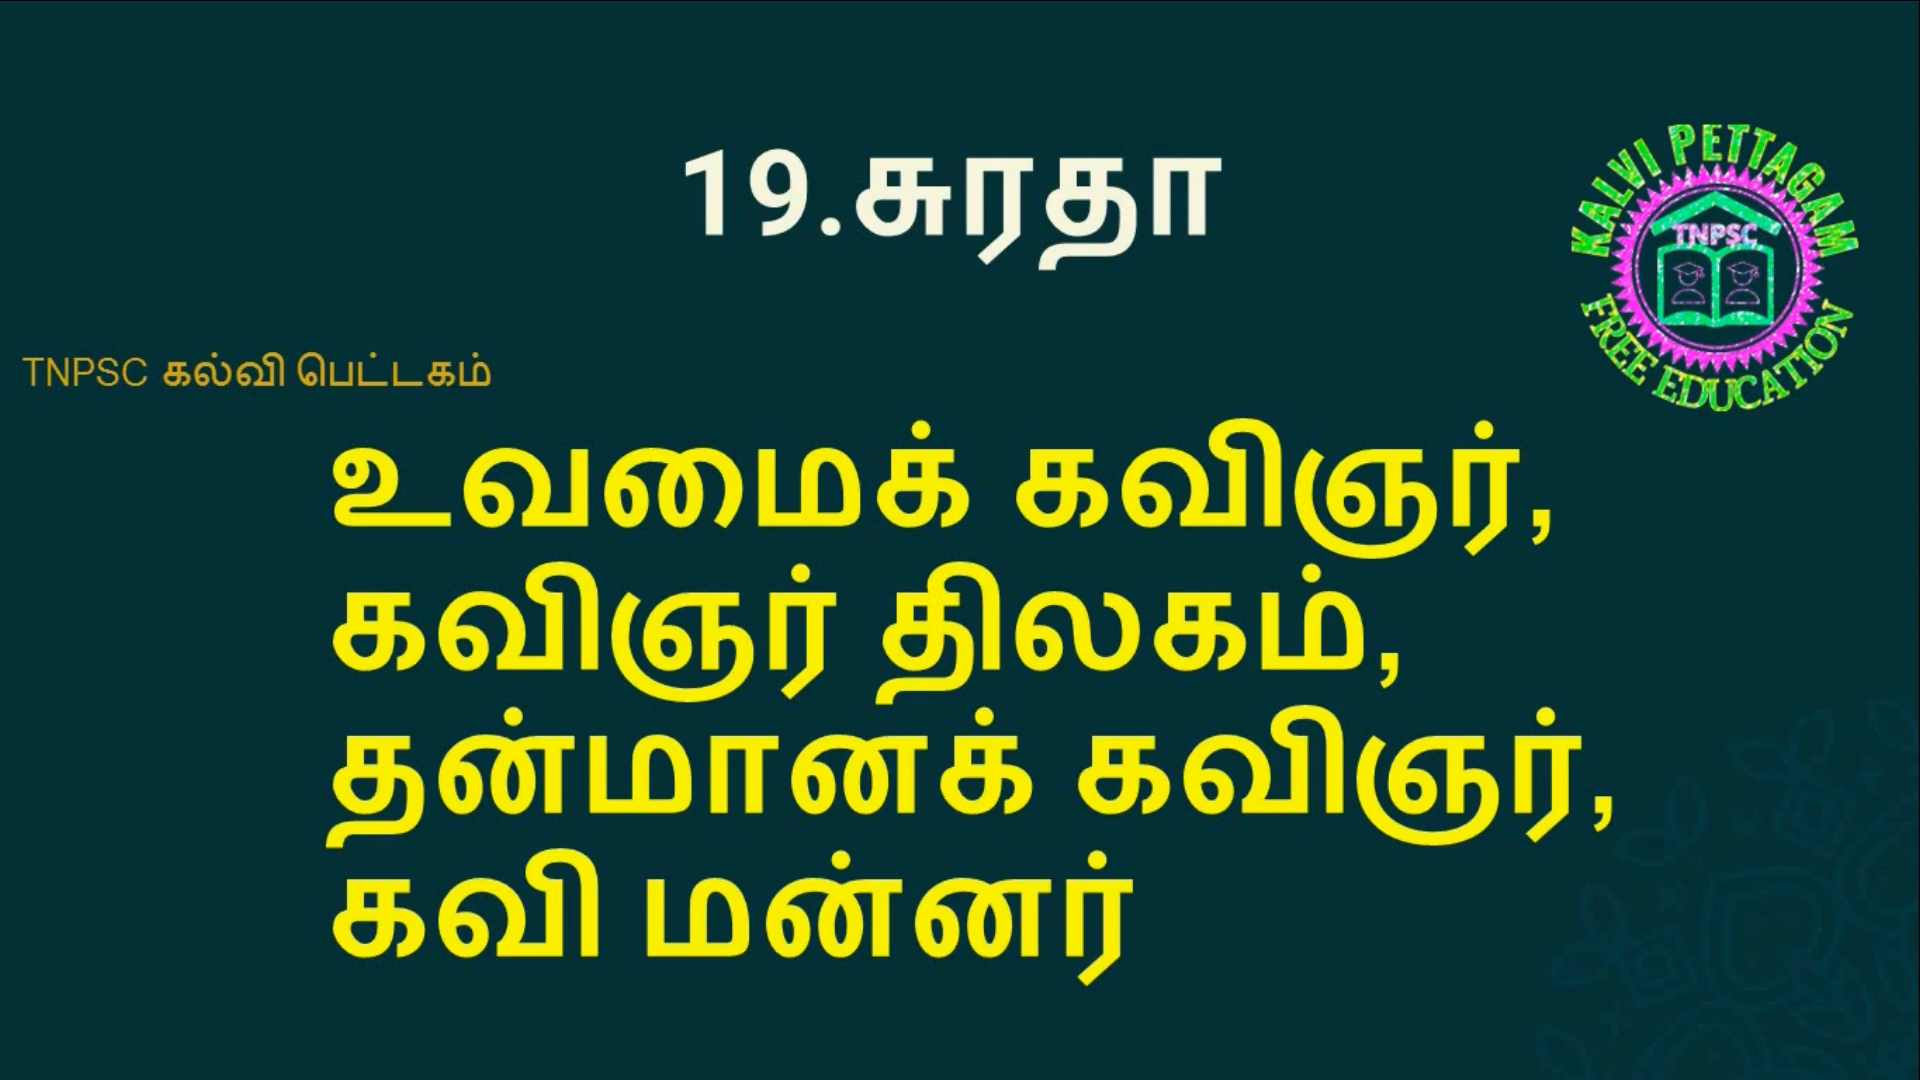 19.சுரதா
KALVI PETTAGAM
TNPSC
FREE EDUCATION
TNPSC கல்வி பெட்டகம்
உவமைக் கவிஞர்,
கவிஞர் திலகம்,
தன்மானக் கவிஞர்,
கவி மன்னர்